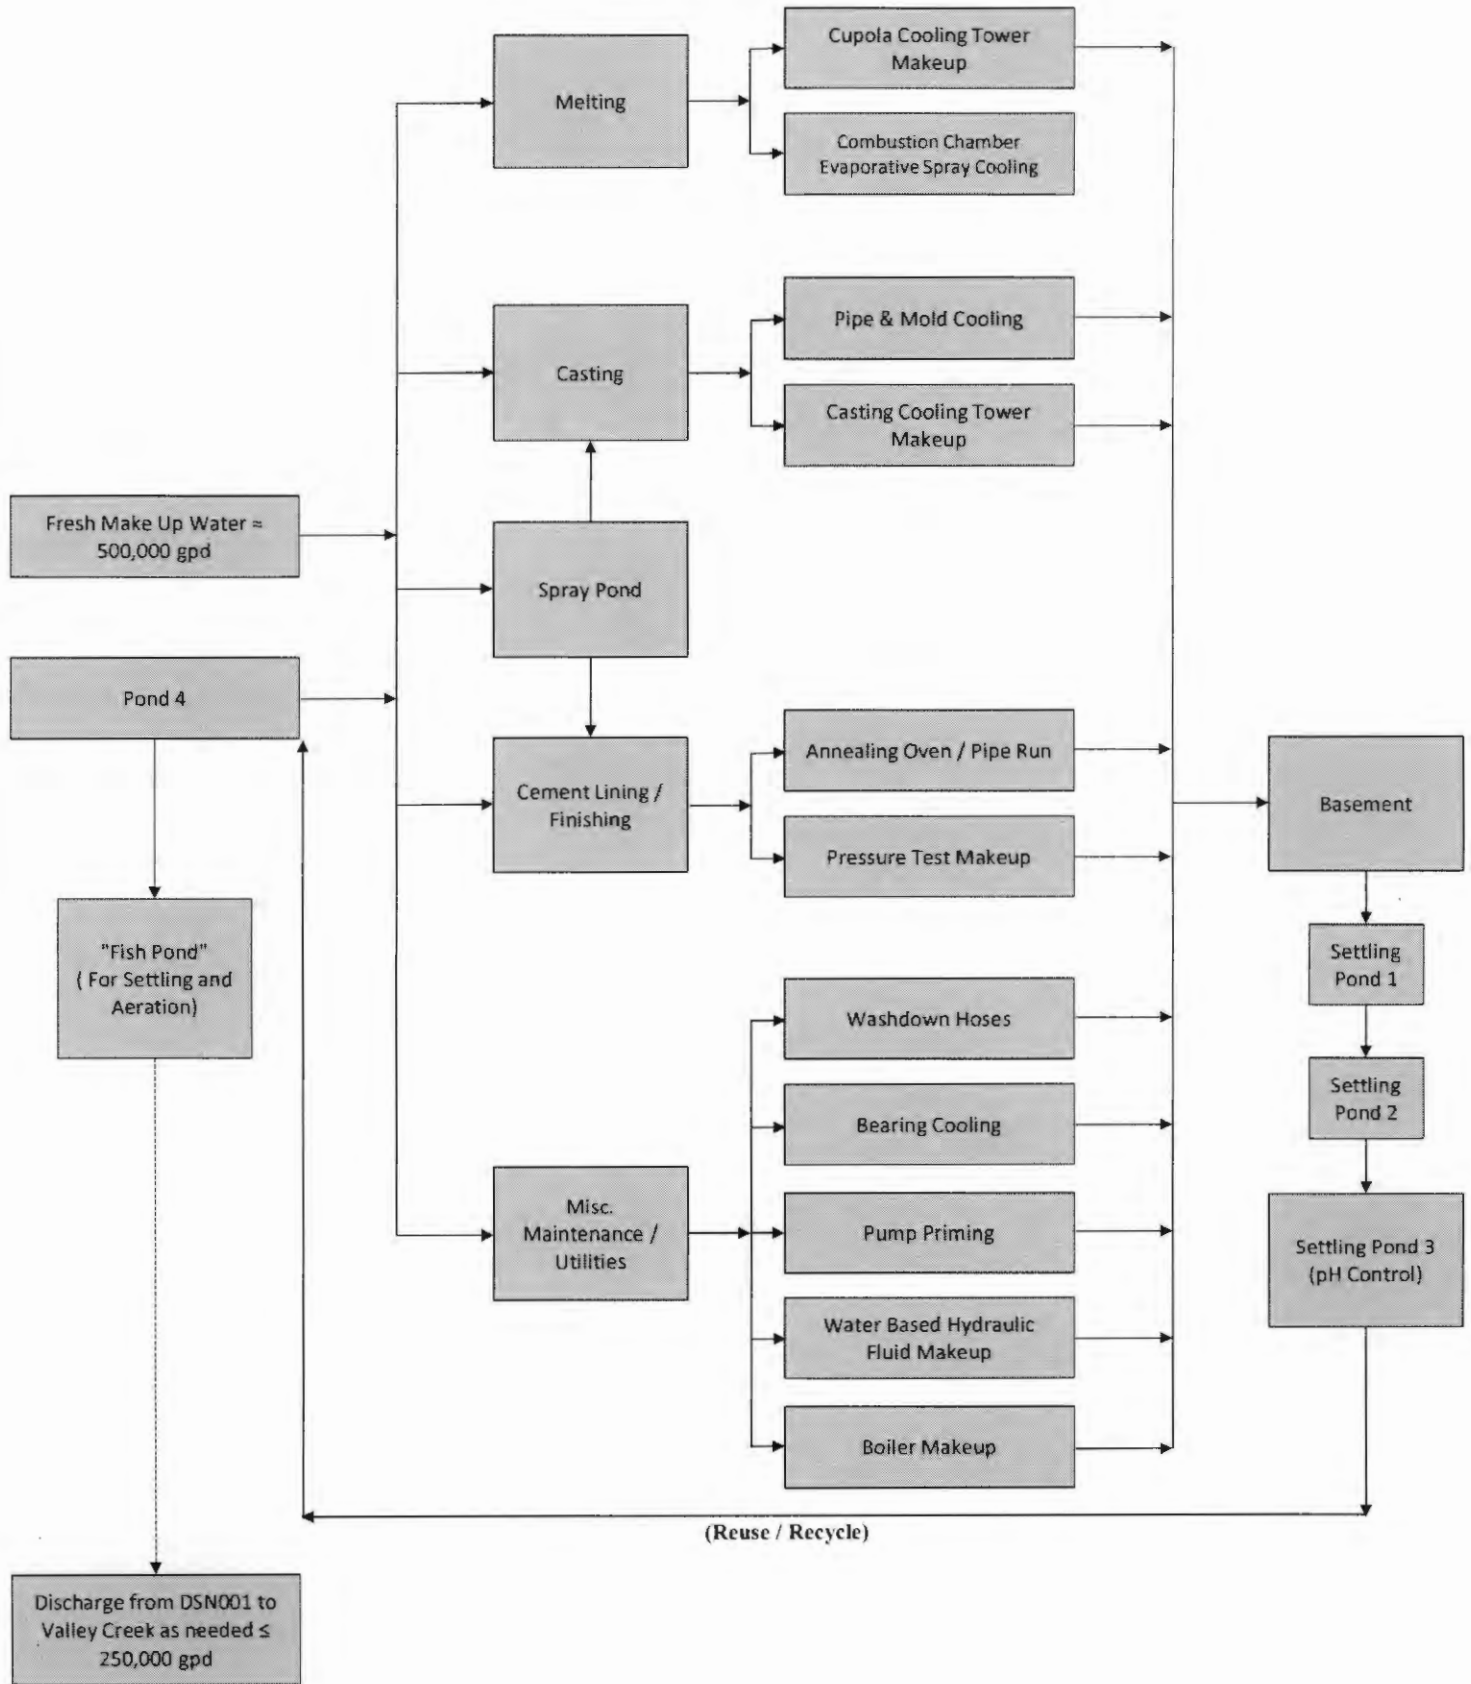 Cupola Cooling Tower
Makeup
Melting
Combustion Chamber
Evaporative Spray Cooling
Pipe & Mold Cooling
Casting
Casting Cooling Tower
Makeup
Fresh Make Up Water =
500,000 gpd
Spray Pond
Pond 4
Annealing Oven / Pipe Run
Cement Lining /
Finishing
Basement
Pressure Test Makeup
"Fish Pond"
( For Settling and
Aeration)
Settling
Pond 1
Washdown Hoses
Settling
Pond 2
Bearing Cooling
Misc.
Maintenance /
Utilities
Pump Priming
Settling Pond 3
(pH Control)
Water Based Hydraulic
Fluid Makeup
Boiler Makeup
(Reuse / Recycle)
Discharge from DSN001 to
Valley Creek as needed ≤
250,000 gpd